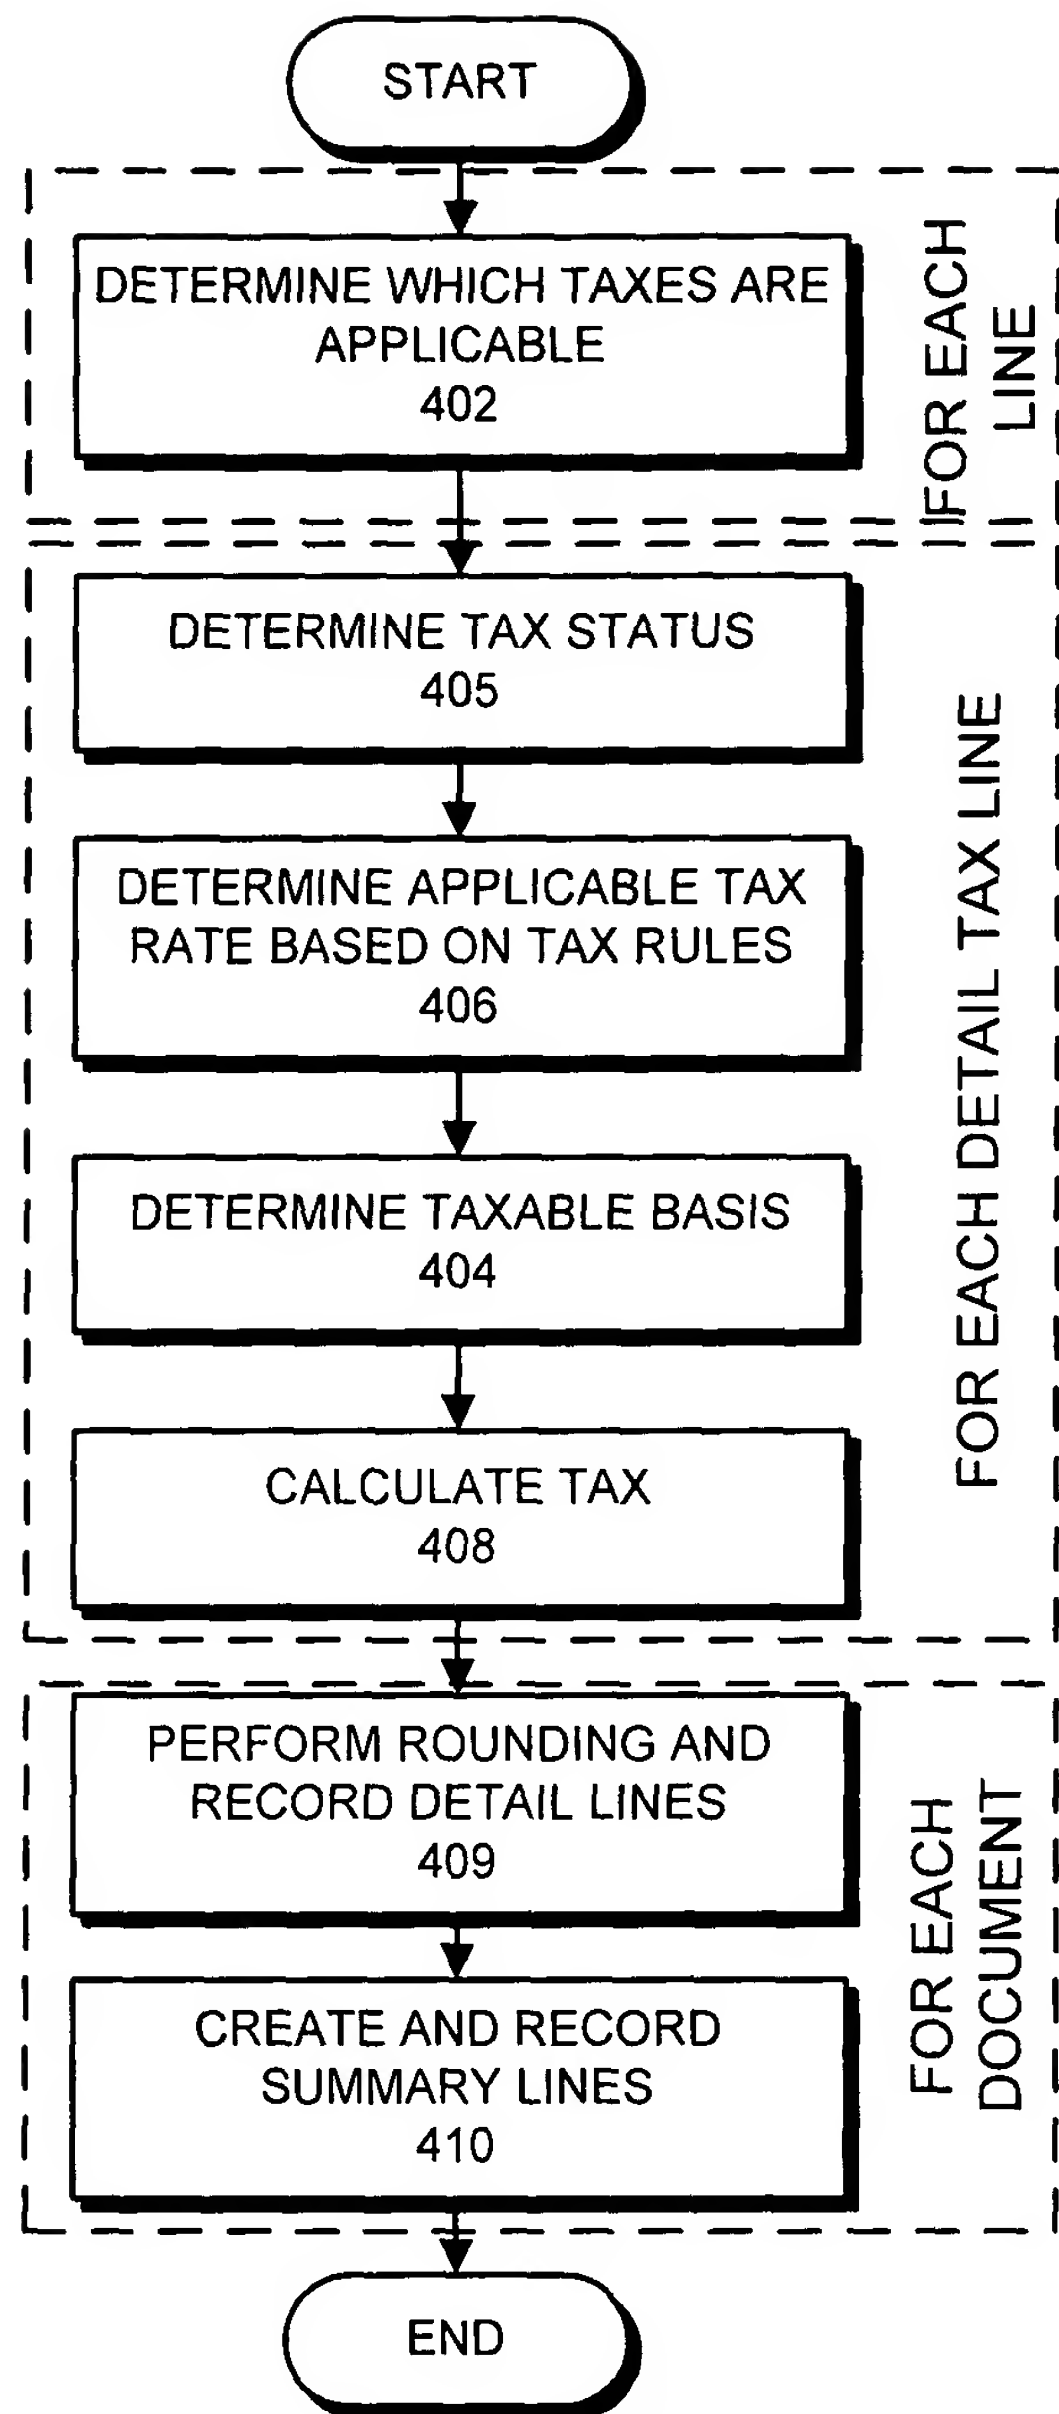 START
DETERMINE WHICH TAXES ARE
APPLICABLE
402
FOR EACH
LINE
DETERMINE TAX STATUS
405
DETERMINE APPLICABLE TAX
RATE BASED ON TAX RULES
406
DETERMINE TAXABLE BASIS
404
CALCULATE TAX
408
FOR EACH DETAIL TAX LINE
PERFORM ROUNDING AND
RECORD DETAIL LINES
409
CREATE AND RECORD
SUMMARY LINES
410
FOR EACH
DOCUMENT
END